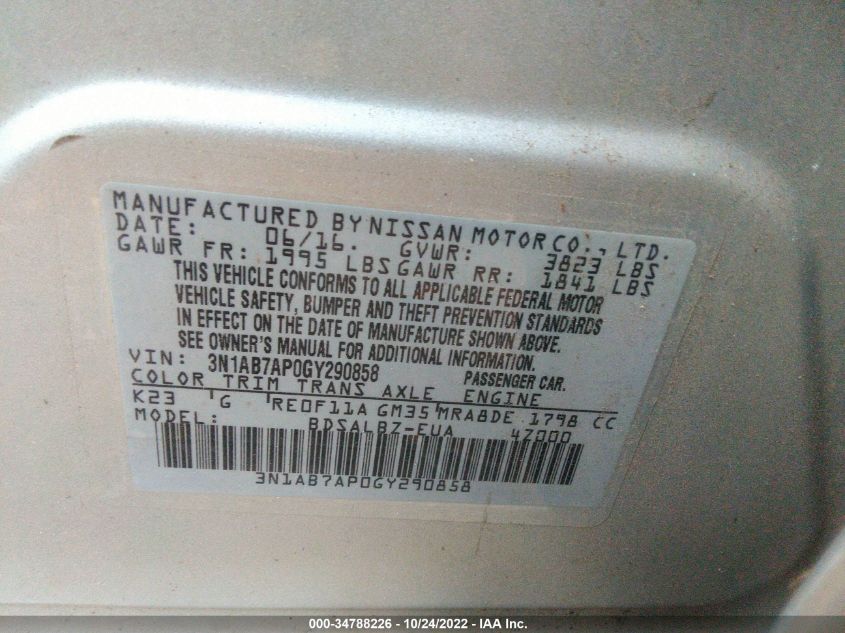 MANUFACTURED BY NISSAN MOTOR CO., LTD.
DATE: 06/16. GVWR: 3823 LBS
GAWR FR: 1995 LBS GAWR RR: 1841 LBS
THIS VEHICLE CONFORMS TO ALL APPLICABLE FEDERAL MOTOR
VEHICLE SAFETY, BUMPER AND THEFT PREVENTION STANDARDS
IN EFFECT ON THE DATE OF MANUFACTURE SHOWN ABOVE.
SEE OWNER'S MANUAL FOR ADDITIONAL INFORMATION.
VIN: 3N1AB7AP0GY290858 PASSENGER CAR.
COLOR TRIM TRANS AXLE ENGINE
K23 G RE0F11A GM35 MRA8DE 1798 CC
MODEL: BDSALBZ-EUA 4Z000
3N1AB7AP0GY290858
000-34788226 - 10/24/2022 - IAA Inc.